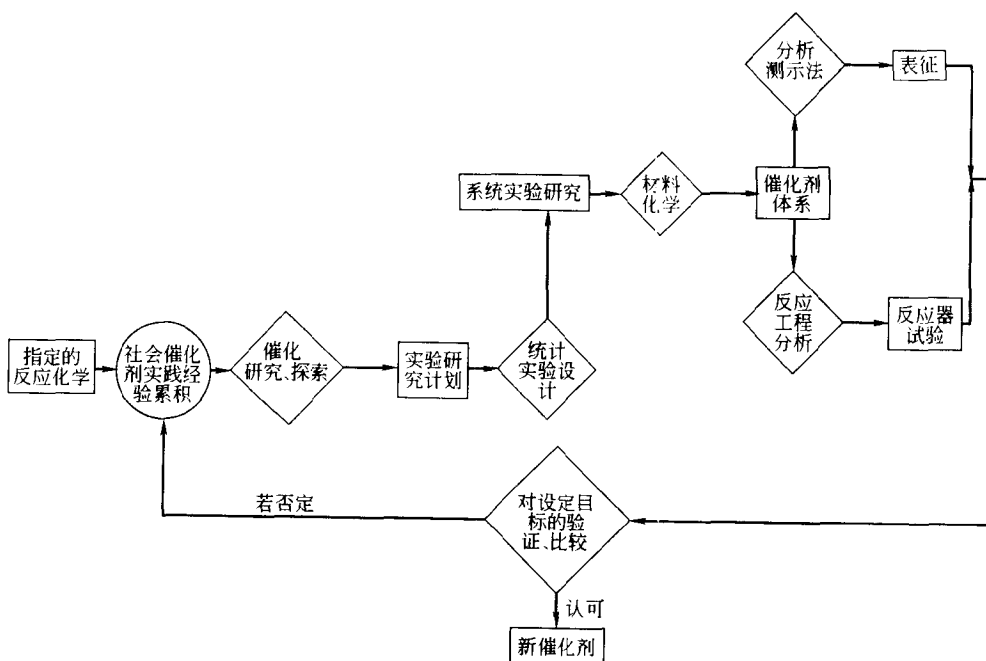 分析
测示法
表征
系统实验研究
材料
化学
催化剂
体系
反应
工程
分析
反应器
试验
指定的
反应化学
社会催化
剂实践经
验累积
催化
研究、探索
实验研
究计划
统计
实验设
计
若否定
对设定目
标的验
证、比较
认可
新催化剂